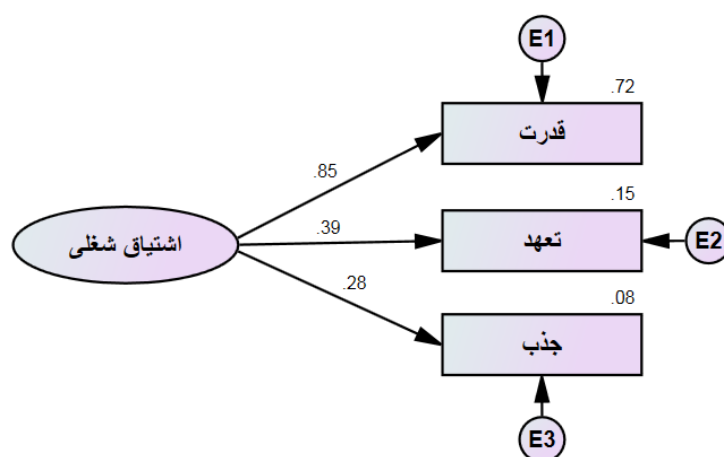 E1
.72
قدرت
.85
.15
.39
تعهد
E2
اشتیاق شغلی
.28
.08
جذب
E3